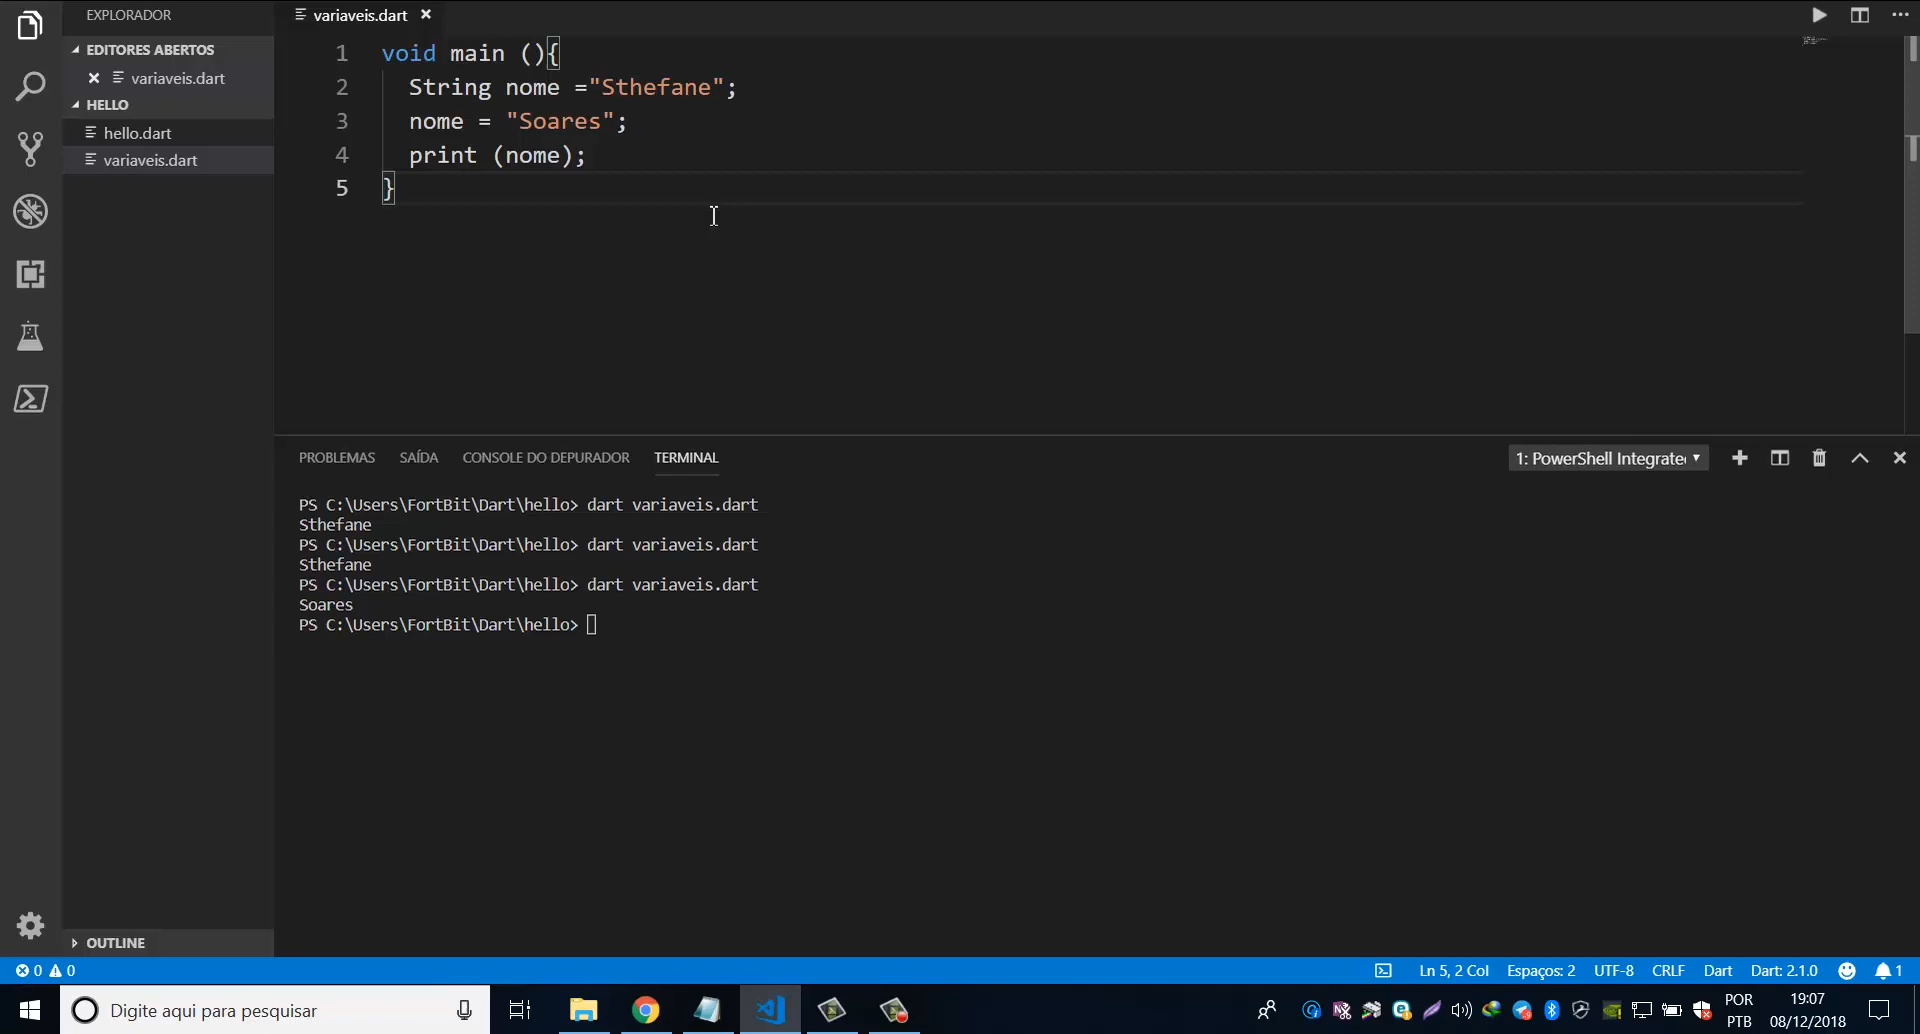 EXPLORADOR
EDITORES ABERTOS
variaveis.dart
HELLO
hello.dart
variaveis.dart
OUTLINE
variaveis.dart
1 void main (){
2 String nome ="Sthefane";
3 nome = "Soares";
4 print (nome);
5 }
PROBLEMAS SAÍDA CONSOLE DO DEPURADOR TERMINAL 1: PowerShell Integrate
PS C:\Users\FortBit\Dart\hello> dart variaveis.dart
Sthefane
PS C:\Users\FortBit\Dart\hello> dart variaveis.dart
Sthefane
PS C:\Users\FortBit\Dart\hello> dart variaveis.dart
Soares
PS C:\Users\FortBit\Dart\hello>
0 0 Ln 5, 2 Col Espaços: 2 UTF-8 CRLF Dart Dart: 2.1.0 1
Digite aqui para pesquisar
POR 19:07
PTB 08/12/2018